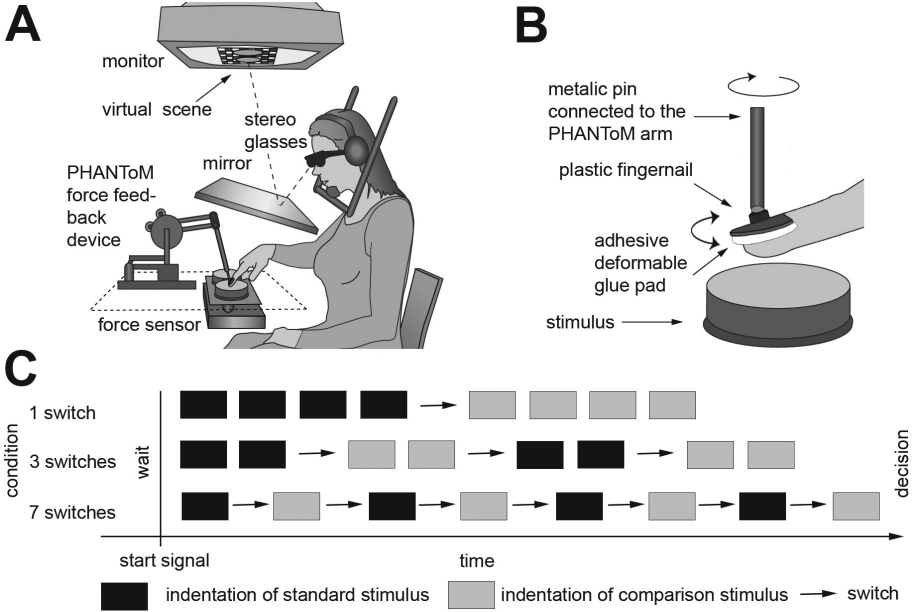 A
monitor
virtual scene
stereo
glasses
mirror
PHANToM
force feed-
back
device
force sensor
B
metalic pin
connected to the
PHANToM arm
plastic fingernail
adhesive
deformable
glue pad
stimulus
C
condition
1 switch
3 switches
7 switches
wait
decision
start signal
time
indentation of standard stimulus
indentation of comparison stimulus
switch